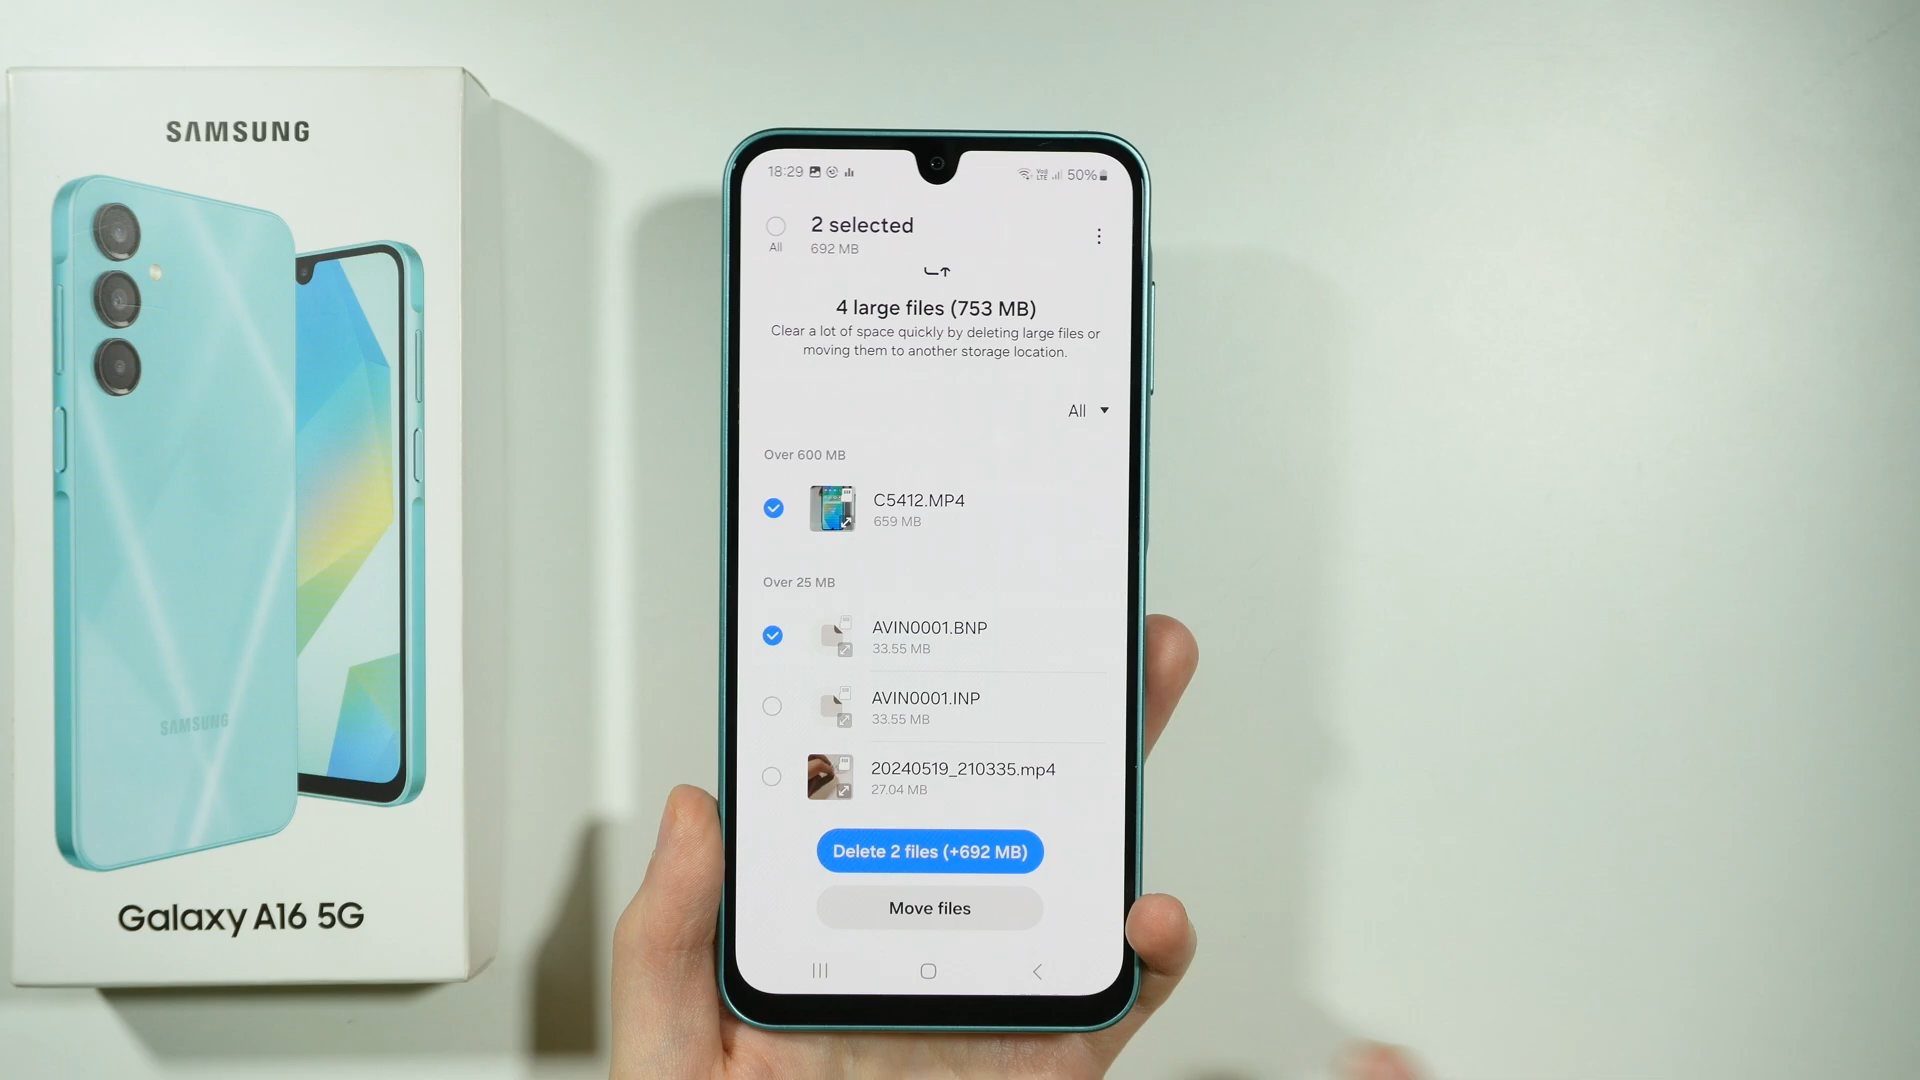 SAMSUNG
SAMSUNG
Galaxy A16 5G
18:29
50%
All
2 selected
692 MB
4 large files (753 MB)
Clear a lot of space quickly by deleting large files or
moving them to another storage location.
All
Over 600 MB
C5412.MP4
659 MB
Over 25 MB
AVIN0001.BNP
33.55 MB
AVIN0001.INP
33.55 MB
20240519_210335.mp4
27.04 MB
Delete 2 files (+692 MB)
Move files